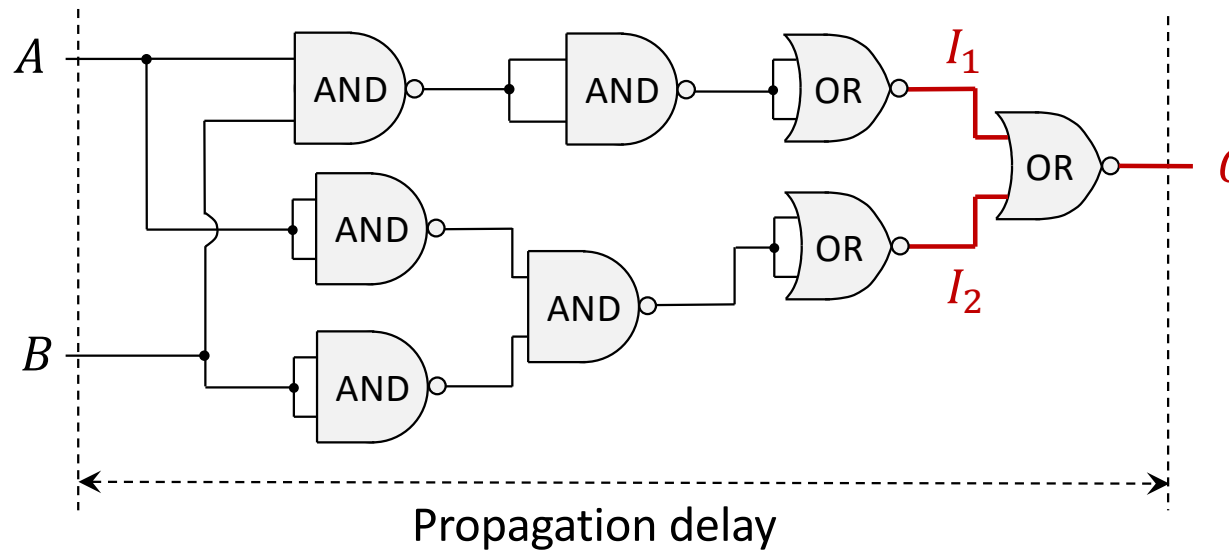 A
AND
AND
OR
I₁
OR
AND
AND
OR
I₂
B
AND
Propagation delay